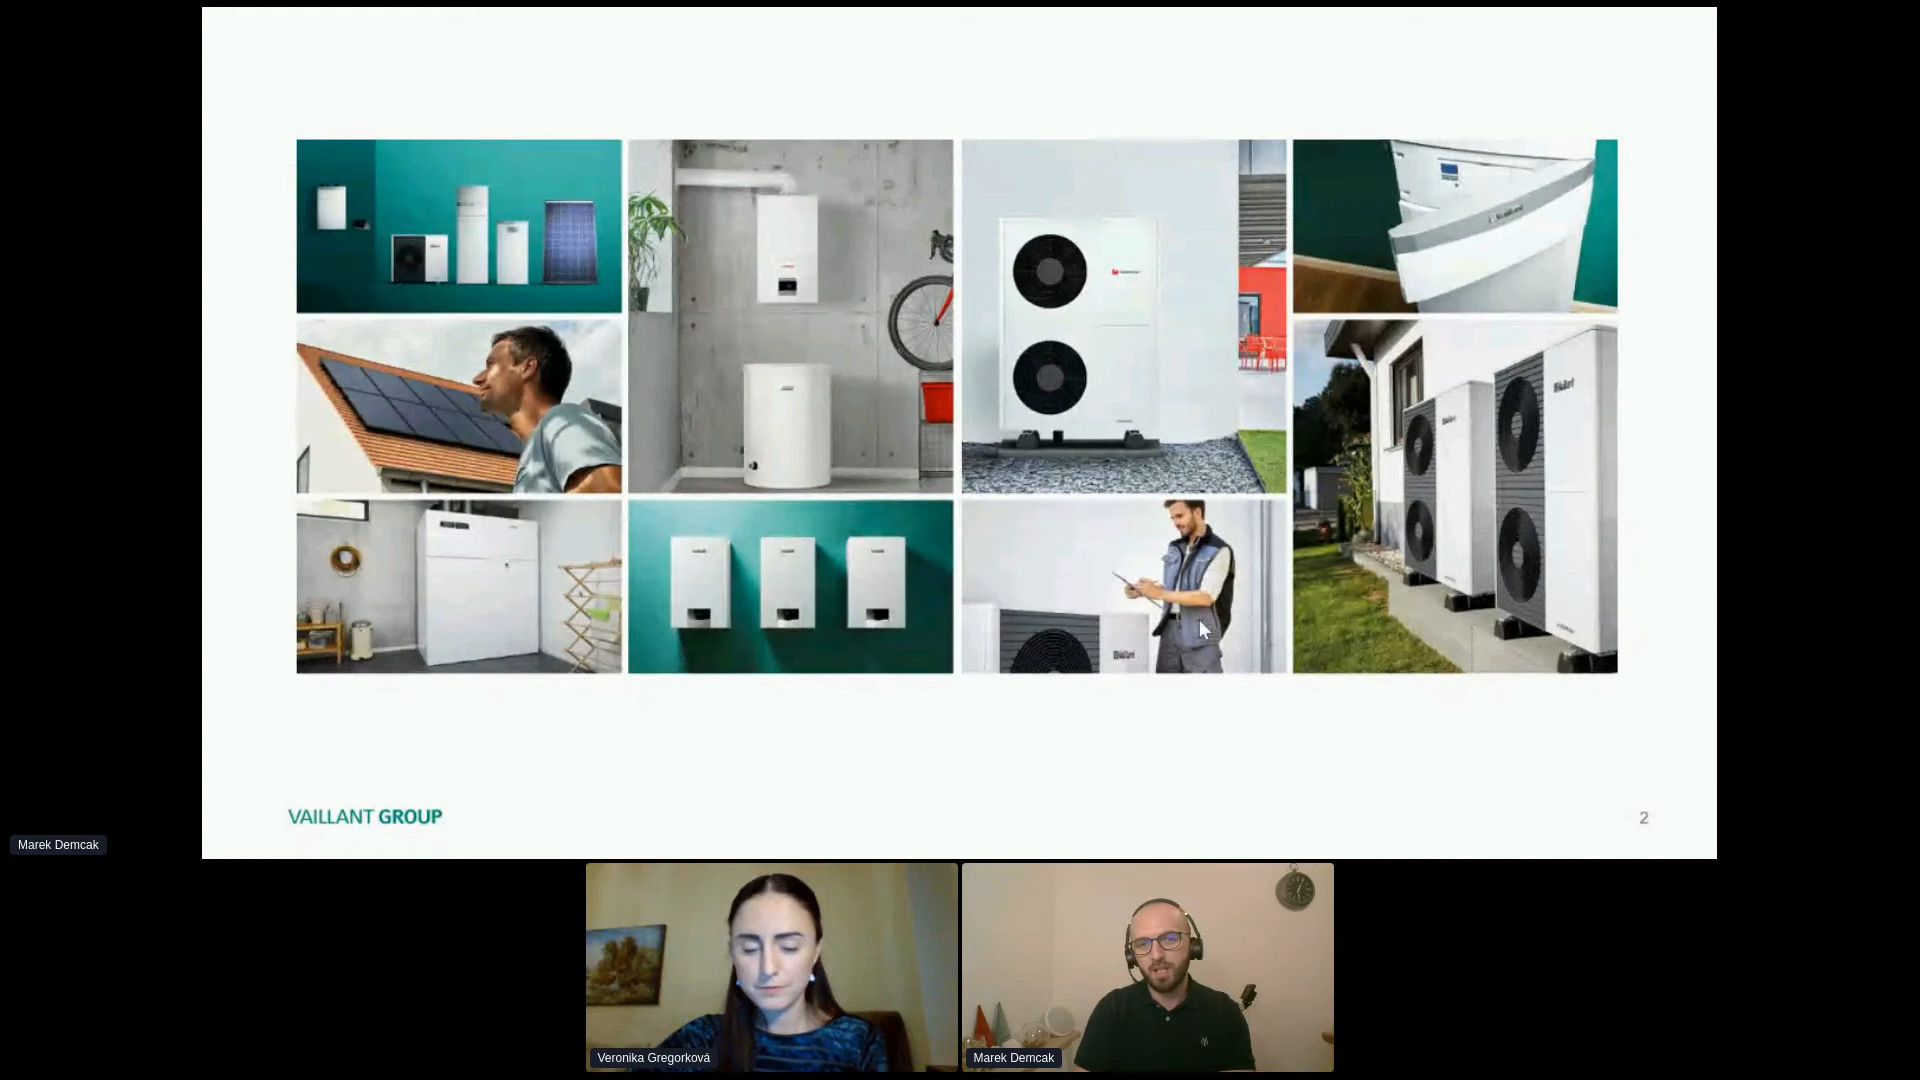 VAILLANT GROUP
2
Marek Demcak
Veronika Gregorková
Marek Demcak